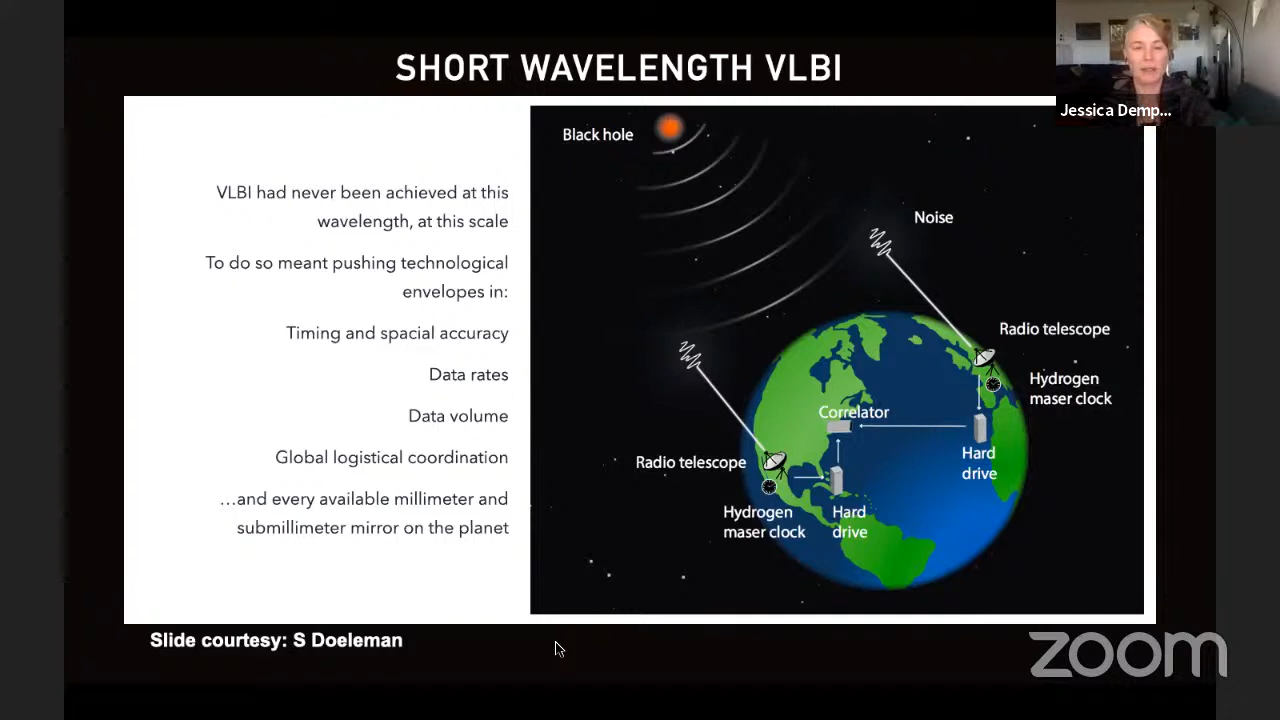 SHORT WAVELENGTH VLBI
Jessica Demp...
VLBI had never been achieved at this
wavelength, at this scale
To do so meant pushing technological
envelopes in:
Timing and spacial accuracy
Data rates
Data volume
Global logistical coordination
…and every available millimeter and
submillimeter mirror on the planet
Black hole
Noise
Radio telescope
Hydrogen
maser clock
Correlator
Hard
drive
Radio telescope
Hydrogen
maser clock
Hard
drive
Slide courtesy: S Doeleman
zoom